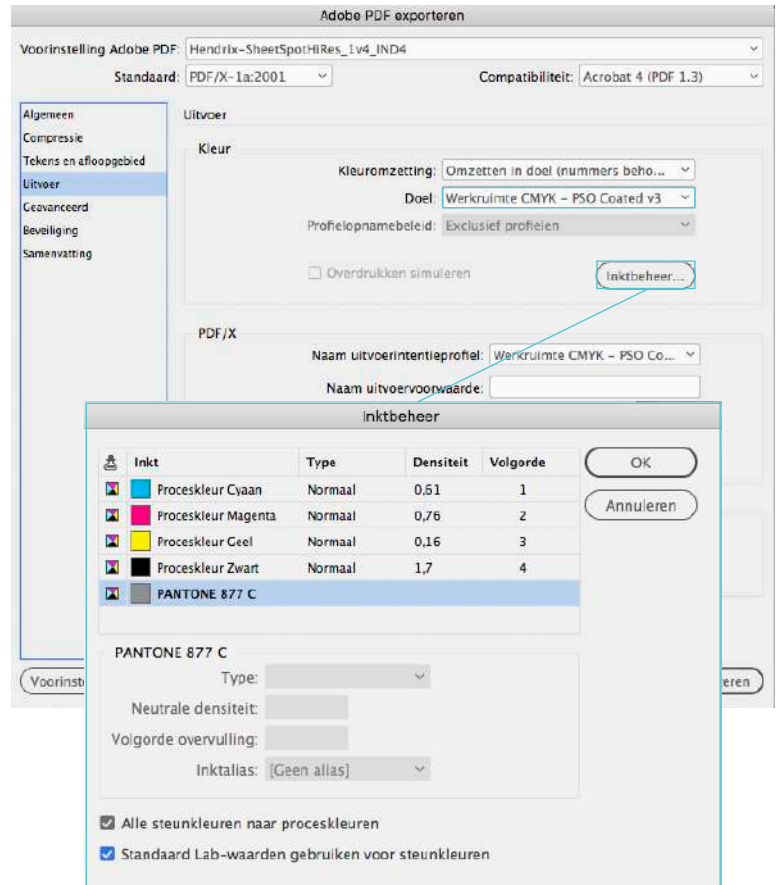 Adobe PDF exporteren
Voorinstelling Adobe PDF: Hendrix-SheetSpotHiRes_1v4_IND4
Standaard: PDF/X-1a:2001 Compatibiliteit: Acrobat 4 (PDF 1.3)
Algemeen
Compressie
Tekens en afloopgebied
Uitvoer
Geavanceerd
Beveiliging
Samenvatting
Uitvoer
Kleur
Kleuromzetting: Omzetten in doel (nummers beho...
Doel: Werkruimte CMYK – PSO Coated v3
Profielopnamebeleid: Exclusief profielen
Overdrukken simuleren
Inktbeheer...
PDF/X
Naam uitvoerintentieprofiel: Werkruimte CMYK – PSO Co...
Naam uitvoervoorwaarde:
Inktbeheer
Inkt Type Densiteit Volgorde
Proceskleur Cyaan Normaal 0,61 1
Proceskleur Magenta Normaal 0,76 2
Proceskleur Geel Normaal 0,16 3
Proceskleur Zwart Normaal 1,7 4
PANTONE 877 C
OK
Annuleren
PANTONE 877 C
Type:
Neutrale densiteit:
Volgorde overvulling:
Inktalias: [Geen alias]
Alle steunkleuren naar proceskleuren
Standaard Lab-waarden gebruiken voor steunkleuren